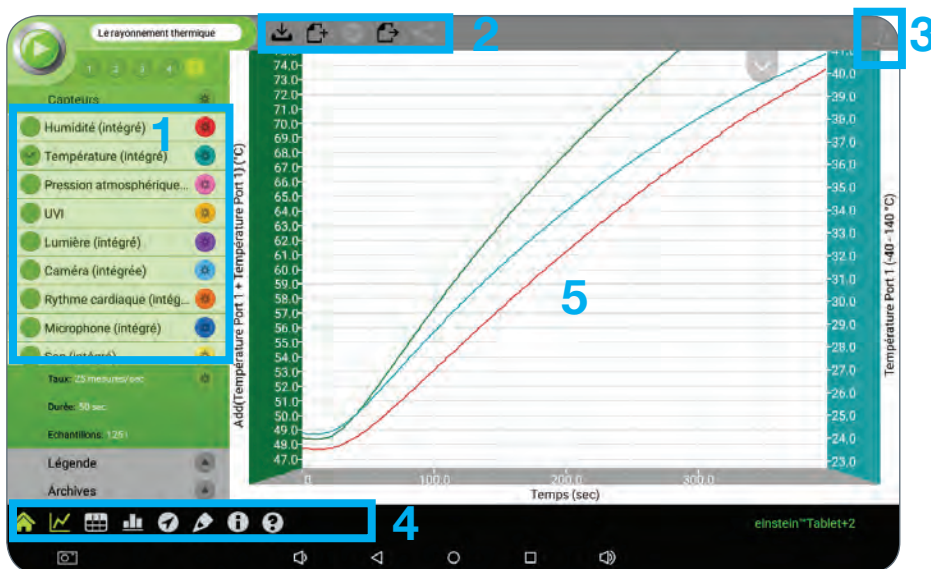 Le rayonnement thermique
1 2 3 4
Capteurs
Humidité (intégré)
Température (intégré)
Pression atmosphérique...
UVI
Lumière (intégré)
Caméra (intégrée)
Rythme cardiaque (intég...
Microphone (intégré)
Son (intégré)
Taux: 25 mesures/sec
Durée: 50 sec
Echantillons: 1251
Légende
Archives
1
2
3
4
5
Add(Température Port 1 + Température Port 1) (°C)
74.0
73.0
72.0
71.0
70.0
69.0
68.0
67.0
66.0
65.0
64.0
63.0
62.0
61.0
60.0
59.0
58.0
57.0
56.0
55.0
54.0
53.0
52.0
51.0
50.0
49.0
48.0
47.0
0. 100.0 200.0 300.0
Temps (sec)
41.0
40.0
39.0
38.0
37.0
36.0
35.0
34.0
33.0
32.0
31.0
30.0
29.0
28.0
27.0
26.0
25.0
24.0
23.0
Température Port 1 (-40 - 140 °C)
einstein™Tablet+2